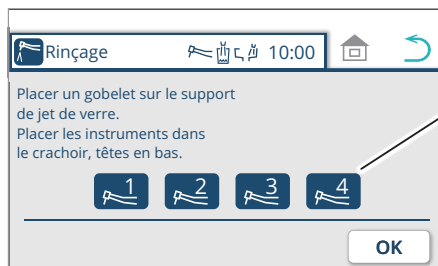 Rinçage 10:00
Placer un gobelet sur le support
de jet de verre.
Placer les instruments dans
le crachoir, têtes en bas.
1 2 3 4
OK